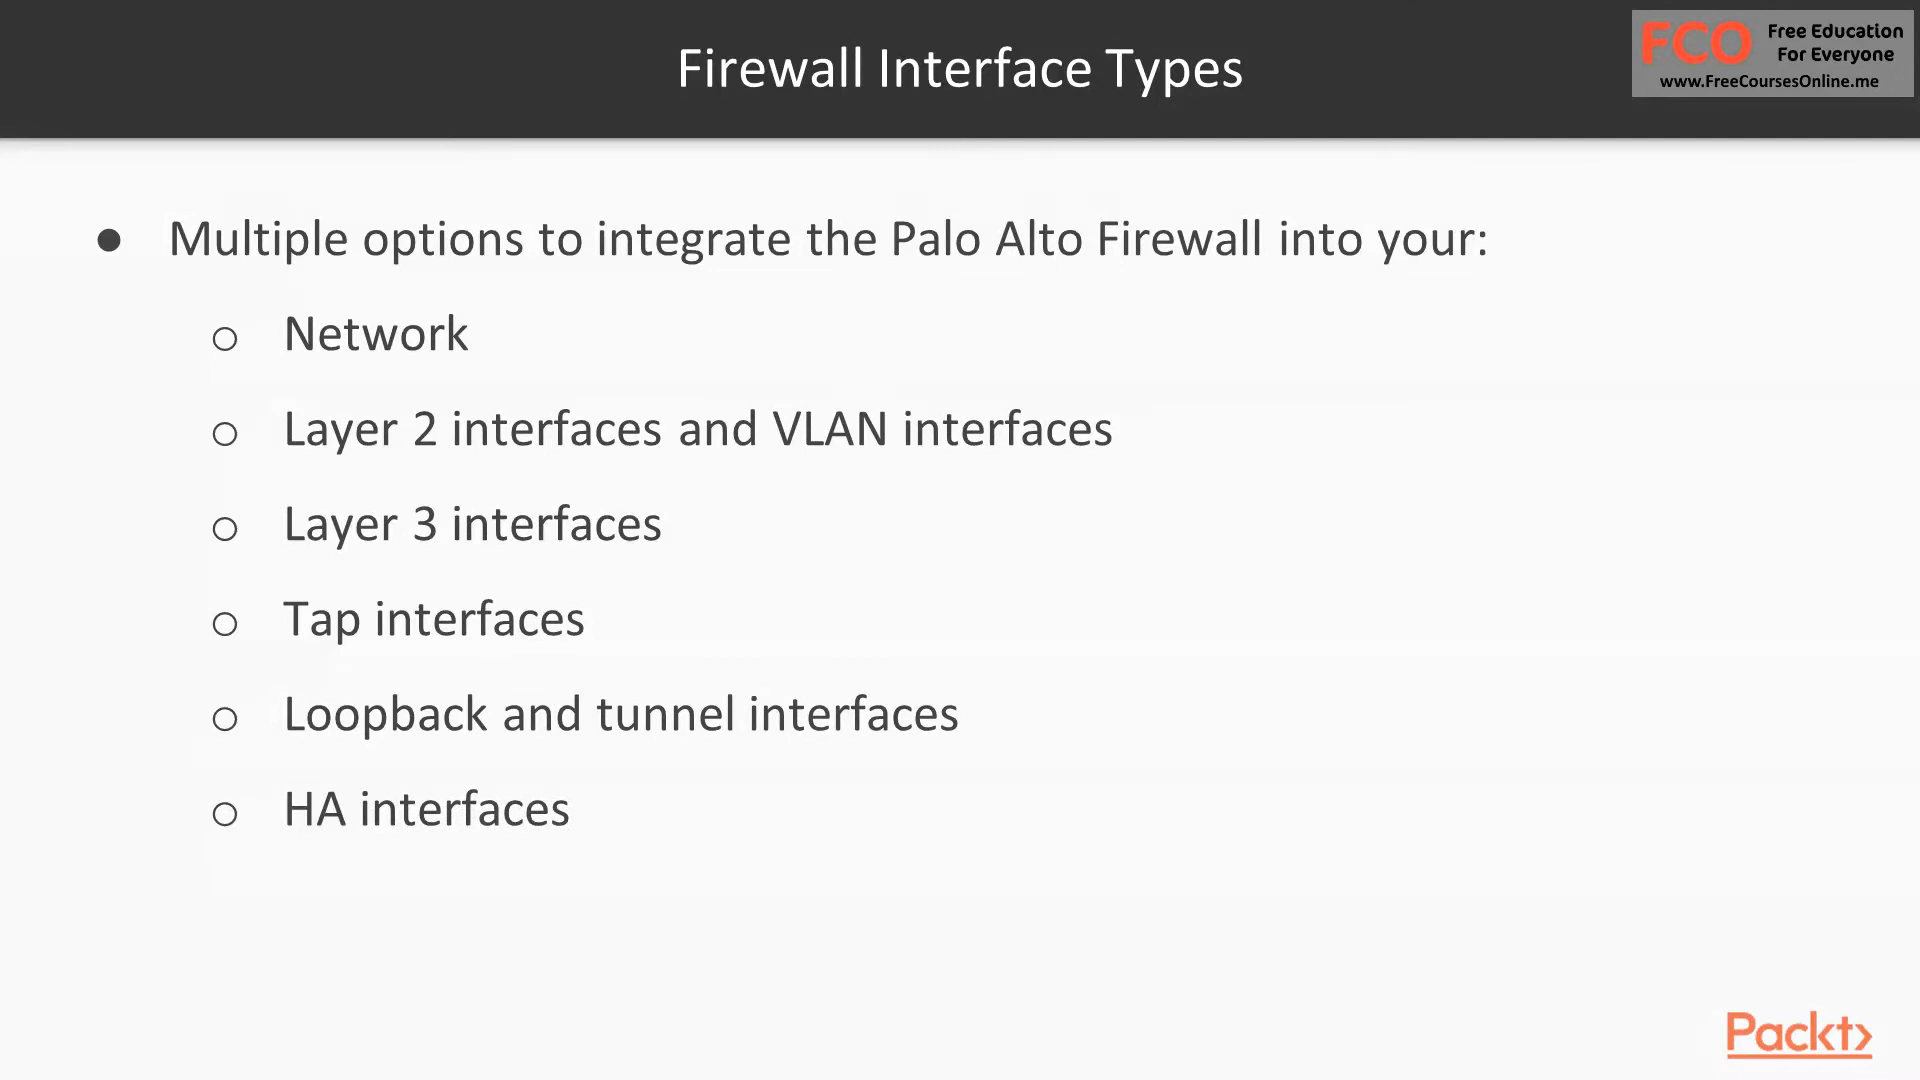 Firewall Interface Types
FCO Free Education
For Everyone
www.FreeCoursesOnline.me
● Multiple options to integrate the Palo Alto Firewall into your:
○ Network
○ Layer 2 interfaces and VLAN interfaces
○ Layer 3 interfaces
○ Tap interfaces
○ Loopback and tunnel interfaces
○ HA interfaces
Packt>